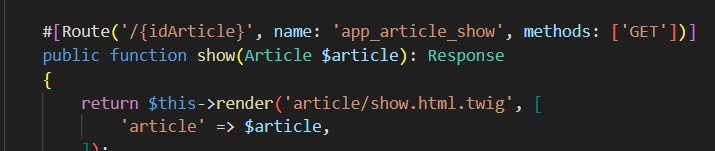 #[Route('/{idArticle}', name: 'app_article_show', methods: ['GET'])]
public function show(Article $article): Response
{
return $this->render('article/show.html.twig', [
'article' => $article,
]);